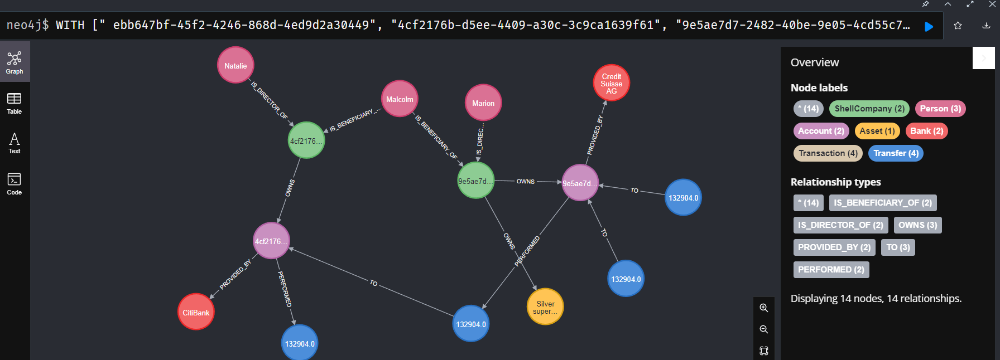 neo4j$ WITH [" ebb647bf-45f2-4246-868d-4ed9d2a30449", "4cf2176b-d5ee-4409-a30c-3c9ca1639f61", "9e5ae7d7-2482-40be-9e05-4cd55c7…
Graph
Table
Text
Code
Natalie
IS_DIRECTOR_OF
Malcolm
IS_BENEFICIARY_…
IS_BENEFICIARY_OF
Marion
IS_DIREC…
Credit
Suisse
AG
PROVIDED_BY
4cf2176…
9e5ae7d…
OWNS
9e5ae7d…
TO
132904.0
OWNS
OWNS
PERFORMED
TO
132904.0
4cf2176…
PROVIDED_BY
PERFORMED
TO
CitiBank
132904.0
132904.0
Silver
super…
Overview
Node labels
* (14) ShellCompany (2) Person (3)
Account (2) Asset (1) Bank (2)
Transaction (4) Transfer (4)
Relationship types
* (14) IS_BENEFICIARY_OF (2)
IS_DIRECTOR_OF (2) OWNS (3)
PROVIDED_BY (2) TO (3)
PERFORMED (2)
Displaying 14 nodes, 14 relationships.